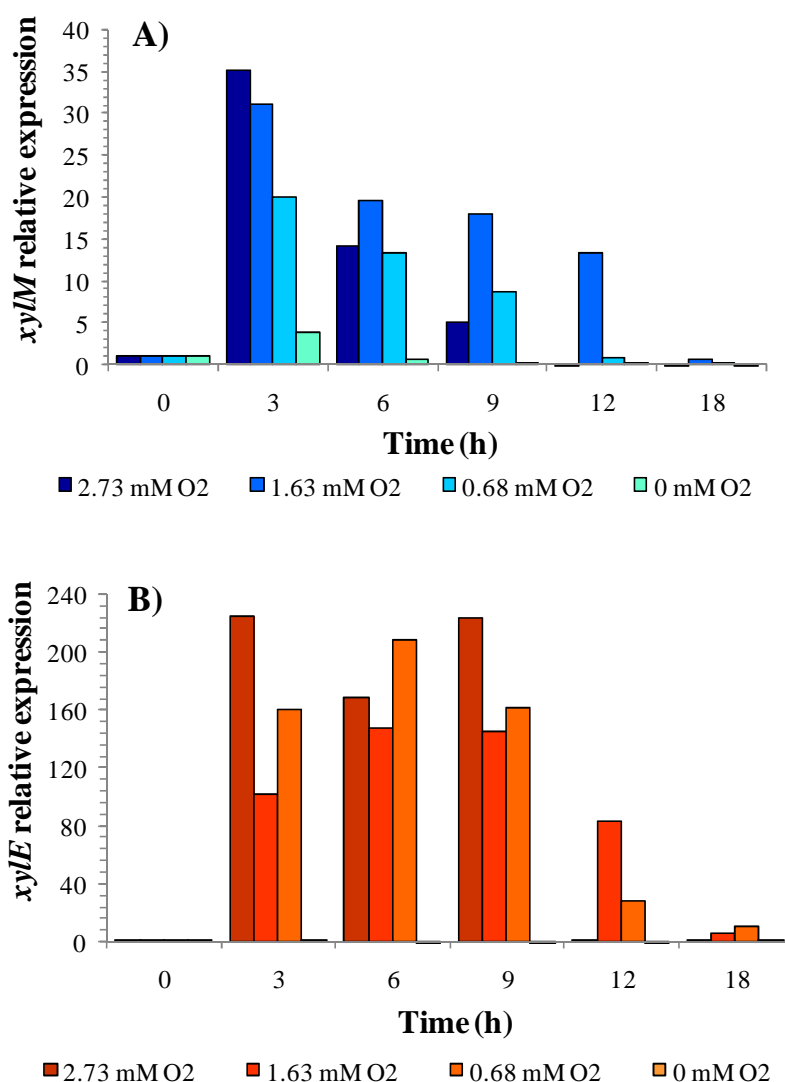 A)
xylM relative expression
40
35
30
25
20
15
10
5
0
0 3 6 9 12 18
Time (h)
2.73 mM O2 1.63 mM O2 0.68 mM O2 0 mM O2
B)
xylE relative expression
240
200
160
120
80
40
0
0 3 6 9 12 18
Time (h)
2.73 mM O2 1.63 mM O2 0.68 mM O2 0 mM O2